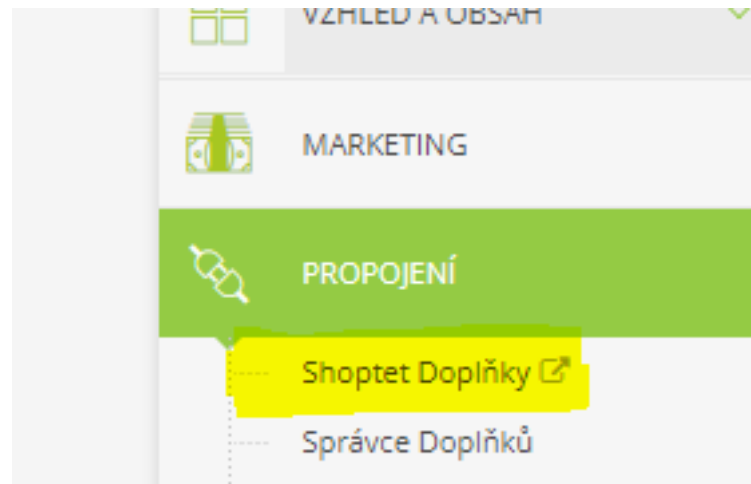 VZHLED A OBSAH
MARKETING
PROPOJENÍ
Shoptet Doplňky
Správce Doplňků